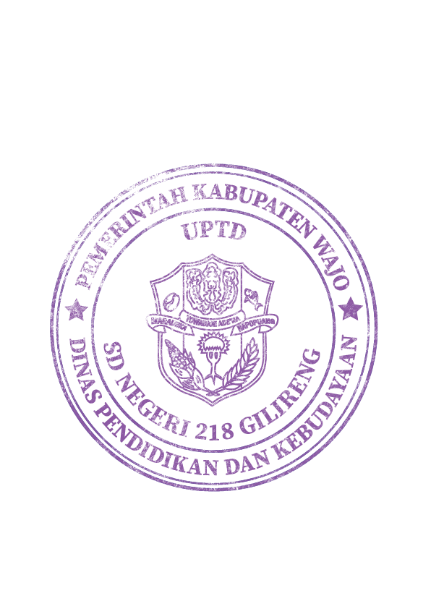 PEMERINTAH KABUPATEN WAJO
UPTD
SD NEGERI 218 GILIRENG
DINAS PENDIDIKAN DAN KEBUDAYAAN